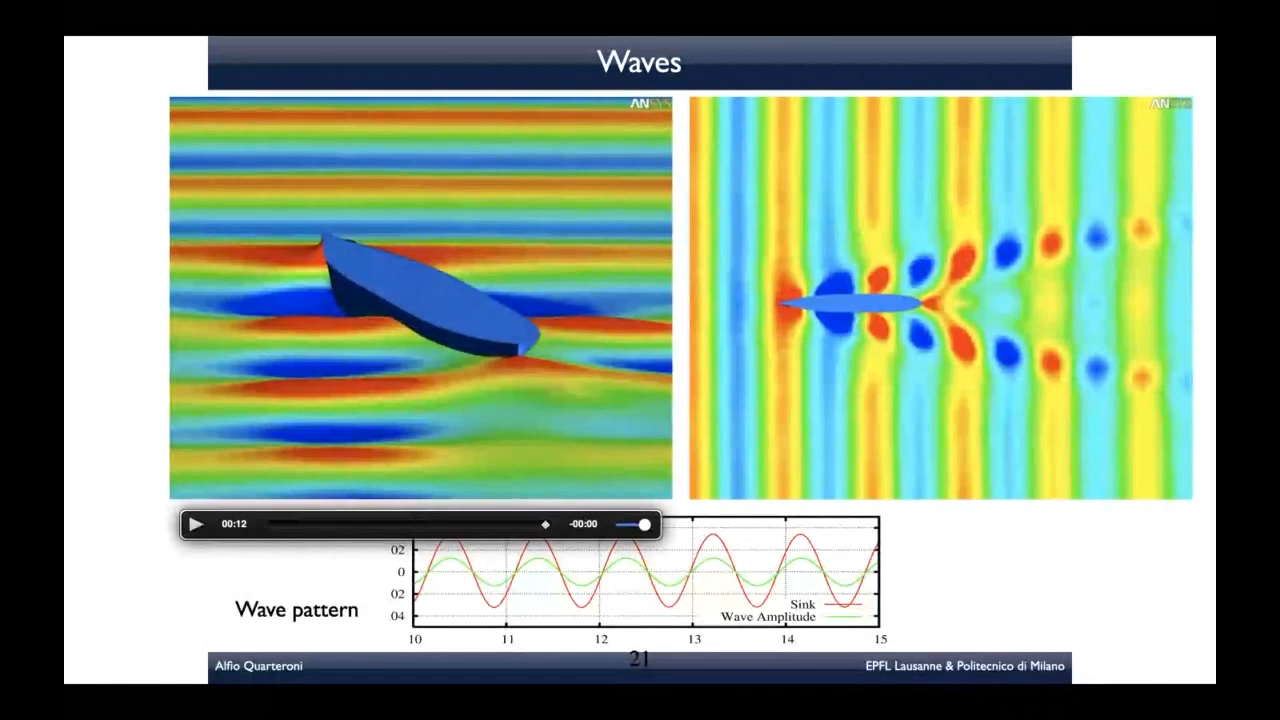 Waves
ANSYS
AN
00:12
-00:00
02
0
02
04
Sink
Wave Amplitude
Wave pattern
10 11 12 13 14 15
21
Alfio Quarteroni
EPFL Lausanne & Politecnico di Milano